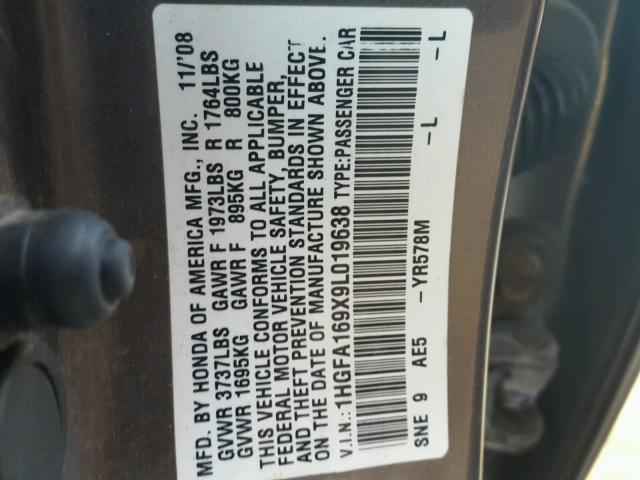 MFD. BY HONDA OF AMERICA MFG., INC. 11/'08
GVWR 3737LBS GAWR F 1973LBS R 1764LBS
GVWR 1695KG GAWR F 895KG R 800KG
THIS VEHICLE CONFORMS TO ALL APPLICABLE
FEDERAL MOTOR VEHICLE SAFETY, BUMPER,
AND THEFT PREVENTION STANDARDS IN EFFECT
ON THE DATE OF MANUFACTURE SHOWN ABOVE.
V.I.N.: 1HGFA169X9L019638 TYPE:PASSENGER CAR
SNE 9 AE5 -YR578M -L -L